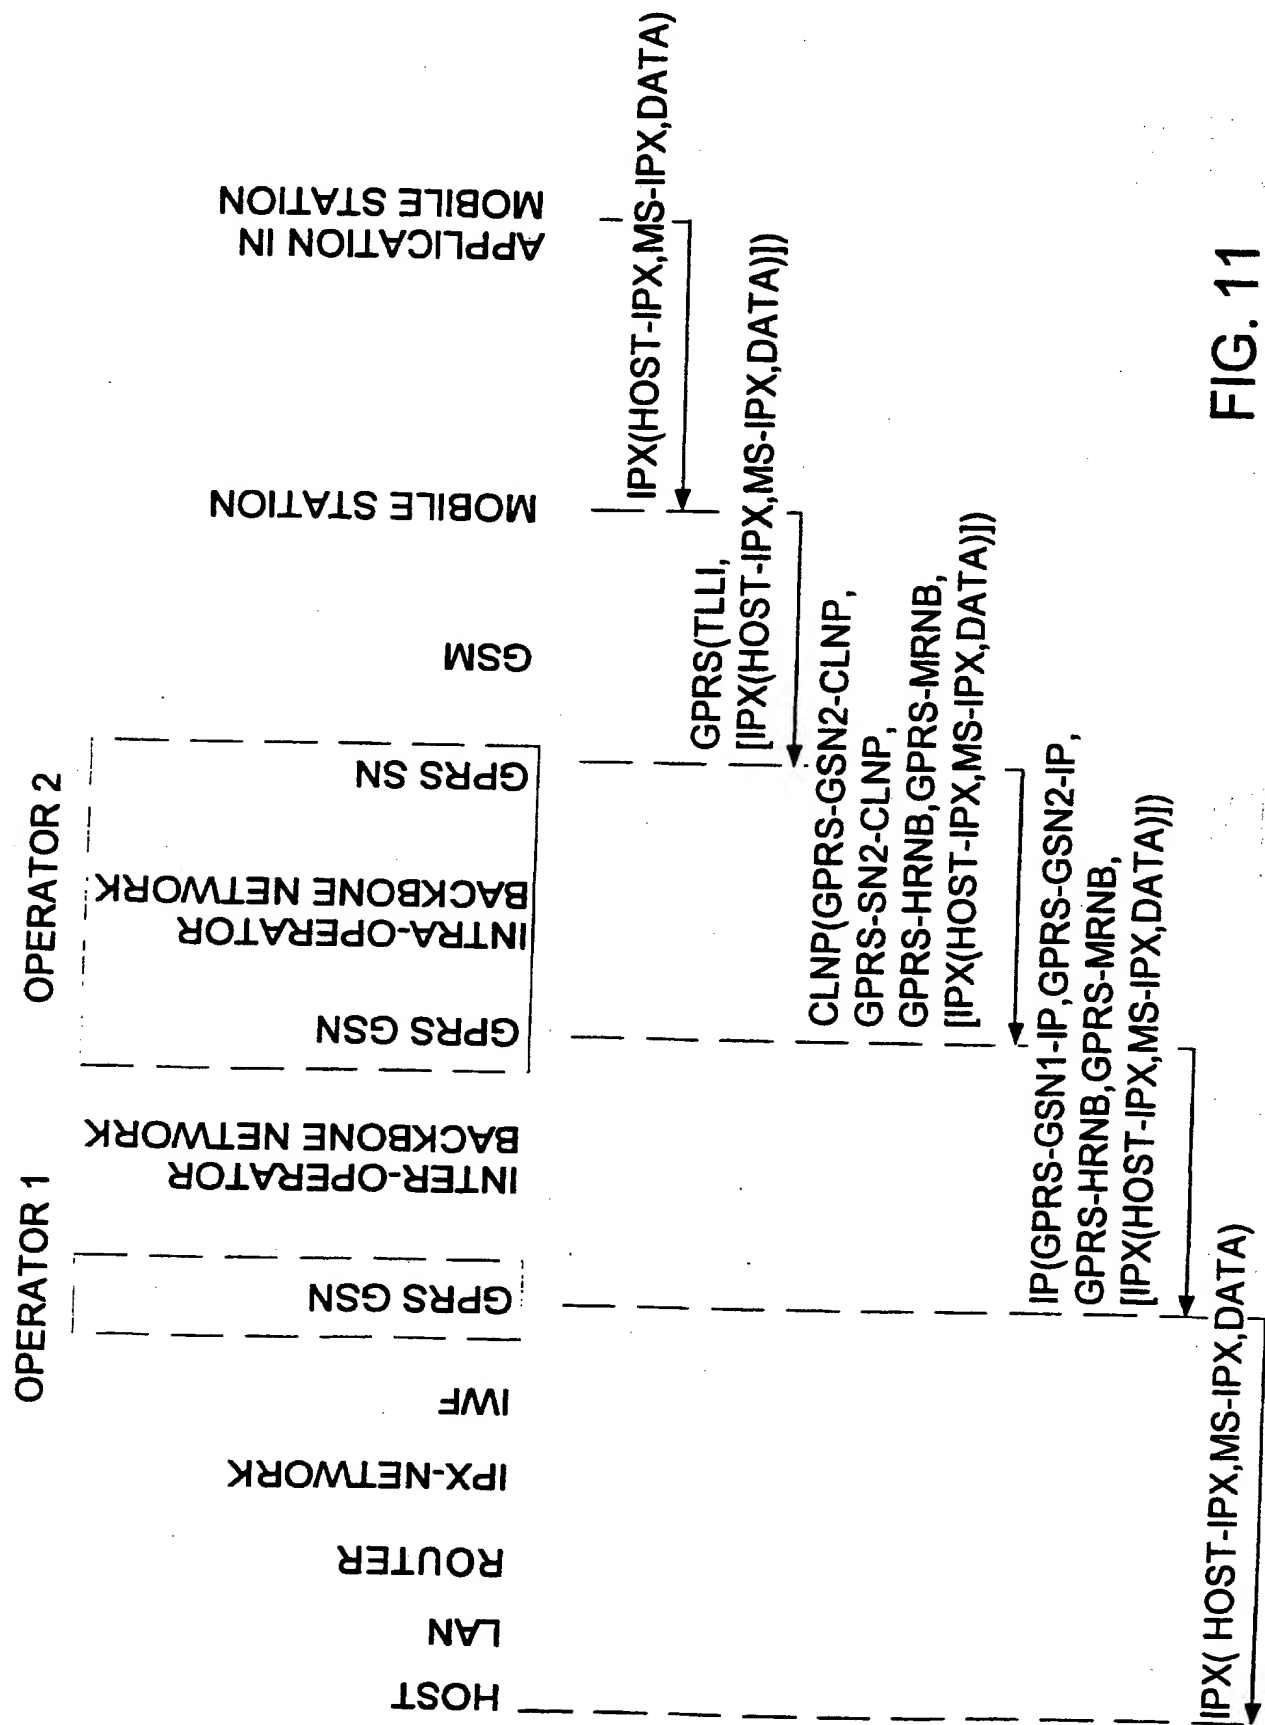 OPERATOR 1
OPERATOR 2
HOST
LAN
ROUTER
IPX-NETWORK
IWF
GPRS GSN
INTER-OPERATOR
BACKBONE NETWORK
GPRS GSN
INTRA-OPERATOR
BACKBONE NETWORK
GPRS SN
GSM
MOBILE STATION
APPLICATION IN
MOBILE STATION
IPX(HOST-IPX,MS-IPX,DATA)
GPRS(TLLI,
[IPX(HOST-IPX,MS-IPX,DATA)])
CLNP(GPRS-GSN2-CLNP,
GPRS-SN2-CLNP,
GPRS-HRNB,GPRS-MRNB,
[IPX(HOST-IPX,MS-IPX,DATA)])
IP(GPRS-GSN1-IP,GPRS-GSN2-IP,
GPRS-HRNB,GPRS-MRNB,
[IPX(HOST-IPX,MS-IPX,DATA)])
IPX( HOST-IPX,MS-IPX,DATA)
FIG. 11